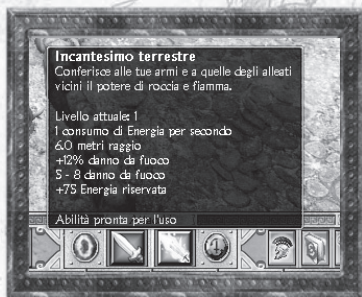 Incantesimo terrestre
Conferisce alle tue armi e a quelle degli alleati
vicini il potere di roccia e fiamma.
Livello attuale: 1
1 consumo di Energia per secondo
6.0 metri raggio
+12% danno da fuoco
5 - 8 danno da fuoco
+75 Energia riservata
Abilità pronta per l'uso